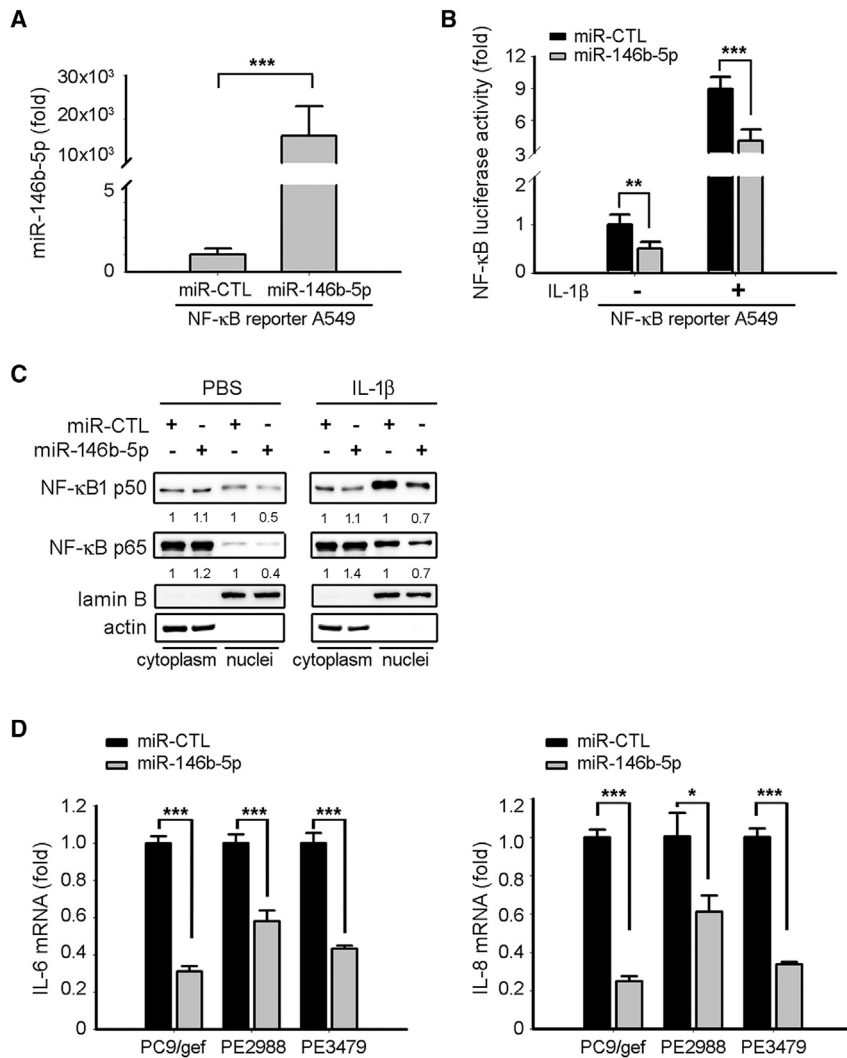 A
***
30x10³
20x10³
10x10³
5
0
miR-146b-5p (fold)
miR-CTL miR-146b-5p
NF-κB reporter A549
B
miR-CTL
miR-146b-5p
12
9
6
3
2
1
0
NF-κB luciferase activity (fold)
**
***
IL-1β - +
NF-κB reporter A549
C
PBS IL-1β
miR-CTL + - + - + - + -
miR-146b-5p - + - + - + - +
NF-κB1 p50
1 1.1 1 0.5 1 1.1 1 0.7
NF-κB p65
1 1.2 1 0.4 1 1.4 1 0.7
lamin B
actin
cytoplasm nuclei cytoplasm nuclei
D
miR-CTL
miR-146b-5p
1.2
1.0
0.8
0.6
0.4
0.2
0
IL-6 mRNA (fold)
*** *** ***
PC9/gef PE2988 PE3479
miR-CTL
miR-146b-5p
1.2
1.0
0.8
0.6
0.4
0.2
0
IL-8 mRNA (fold)
*** * ***
PC9/gef PE2988 PE3479